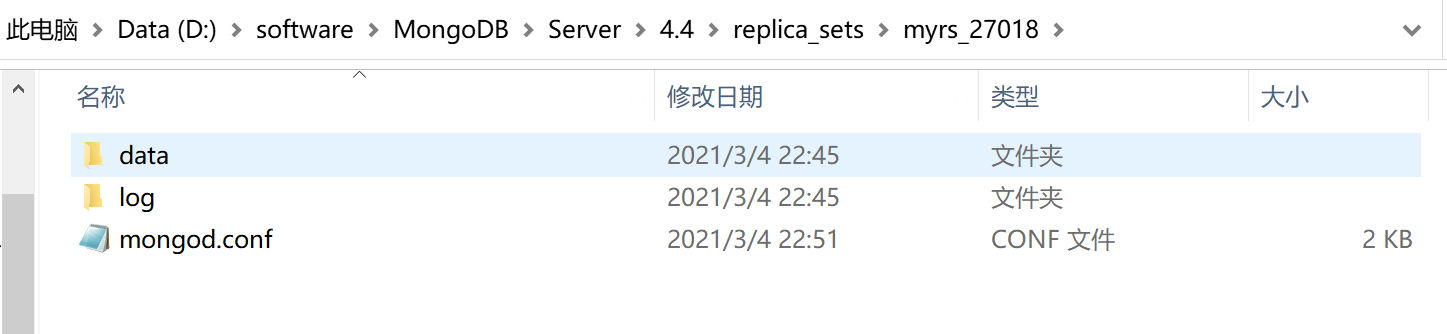 此电脑 > Data (D:) > software > MongoDB > Server > 4.4 > replica_sets > myrs_27018 >
名称 修改日期 类型 大小
data 2021/3/4 22:45 文件夹
log 2021/3/4 22:45 文件夹
mongod.conf 2021/3/4 22:51 CONF 文件 2 KB